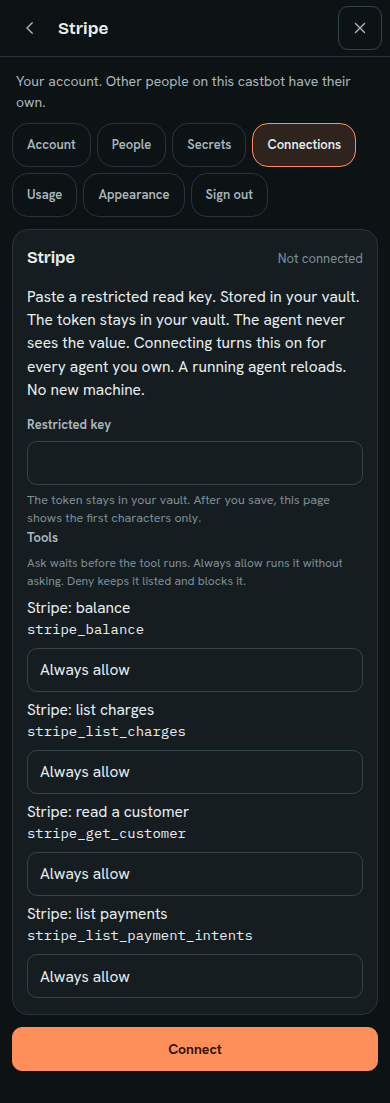 Stripe
Your account. Other people on this castbot have their
own.
Account
People
Secrets
Connections
Usage
Appearance
Sign out
Stripe
Not connected
Paste a restricted read key. Stored in your vault.
The token stays in your vault. The agent never
sees the value. Connecting turns this on for
every agent you own. A running agent reloads.
No new machine.
Restricted key
The token stays in your vault. After you save, this page
shows the first characters only.
Tools
Ask waits before the tool runs. Always allow runs it without
asking. Deny keeps it listed and blocks it.
Stripe: balance
stripe_balance
Always allow
Stripe: list charges
stripe_list_charges
Always allow
Stripe: read a customer
stripe_get_customer
Always allow
Stripe: list payments
stripe_list_payment_intents
Always allow
Connect